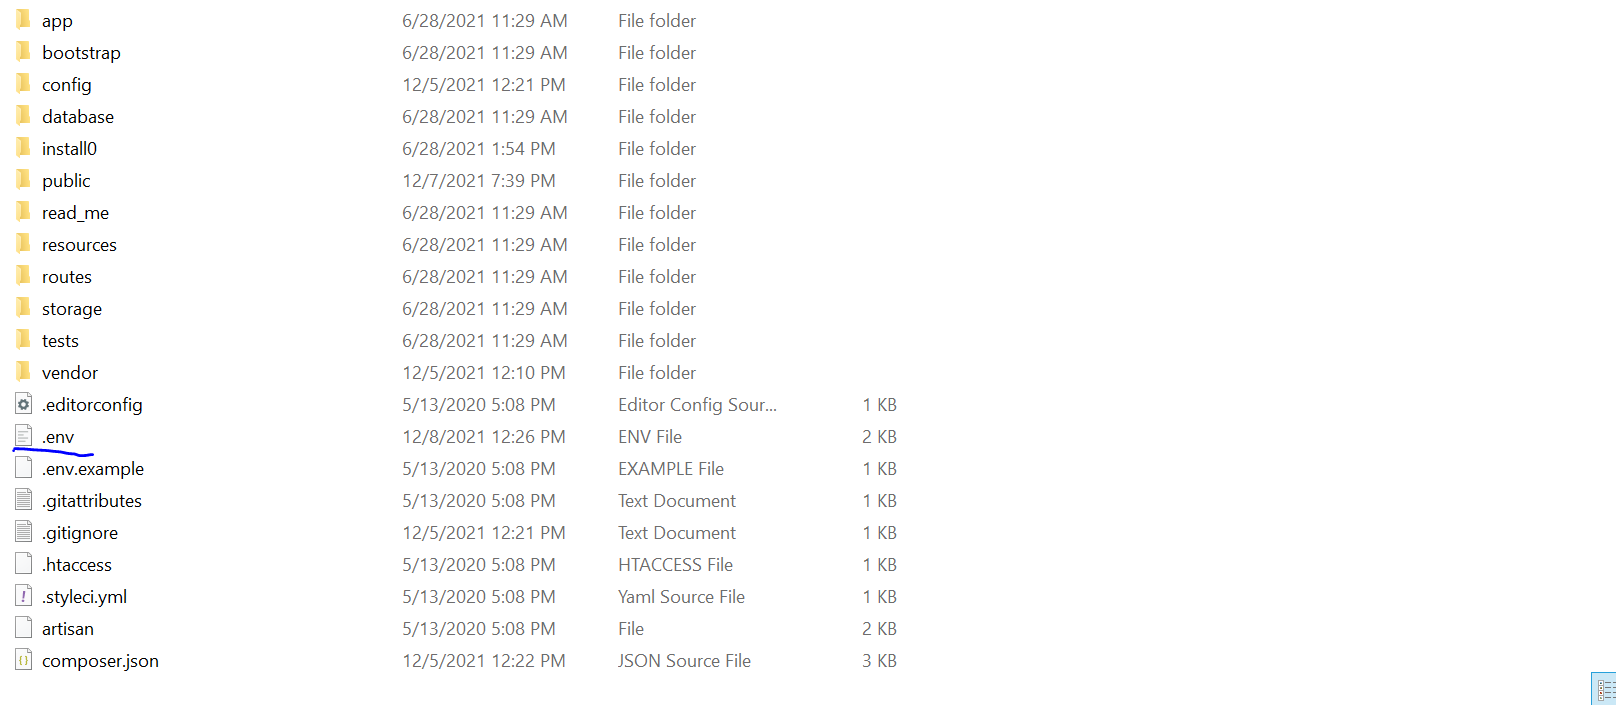 app 6/28/2021 11:29 AM File folder
bootstrap 6/28/2021 11:29 AM File folder
config 12/5/2021 12:21 PM File folder
database 6/28/2021 11:29 AM File folder
install0 6/28/2021 1:54 PM File folder
public 12/7/2021 7:39 PM File folder
read_me 6/28/2021 11:29 AM File folder
resources 6/28/2021 11:29 AM File folder
routes 6/28/2021 11:29 AM File folder
storage 6/28/2021 11:29 AM File folder
tests 6/28/2021 11:29 AM File folder
vendor 12/5/2021 12:10 PM File folder
.editorconfig 5/13/2020 5:08 PM Editor Config Sour... 1 KB
.env 12/8/2021 12:26 PM ENV File 2 KB
.env.example 5/13/2020 5:08 PM EXAMPLE File 1 KB
.gitattributes 5/13/2020 5:08 PM Text Document 1 KB
.gitignore 12/5/2021 12:21 PM Text Document 1 KB
.htaccess 5/13/2020 5:08 PM HTACCESS File 1 KB
.styleci.yml 5/13/2020 5:08 PM Yaml Source File 1 KB
artisan 5/13/2020 5:08 PM File 2 KB
composer.json 12/5/2021 12:22 PM JSON Source File 3 KB